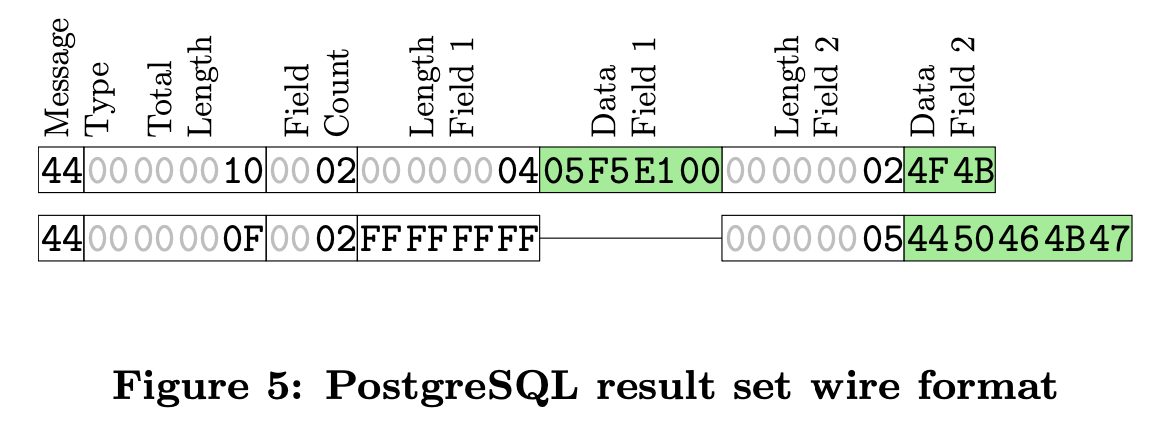 Message Type
Total Length
Field Count
Length Field 1
Data Field 1
Length Field 2
Data Field 2
44 00 00 00 10 00 02 00 00 00 04 05 F5 E1 00 00 00 00 02 4F 4B
44 00 00 00 0F 00 02 FF FF FF FF 00 00 00 05 44 50 46 4B 47
Figure 5: PostgreSQL result set wire format